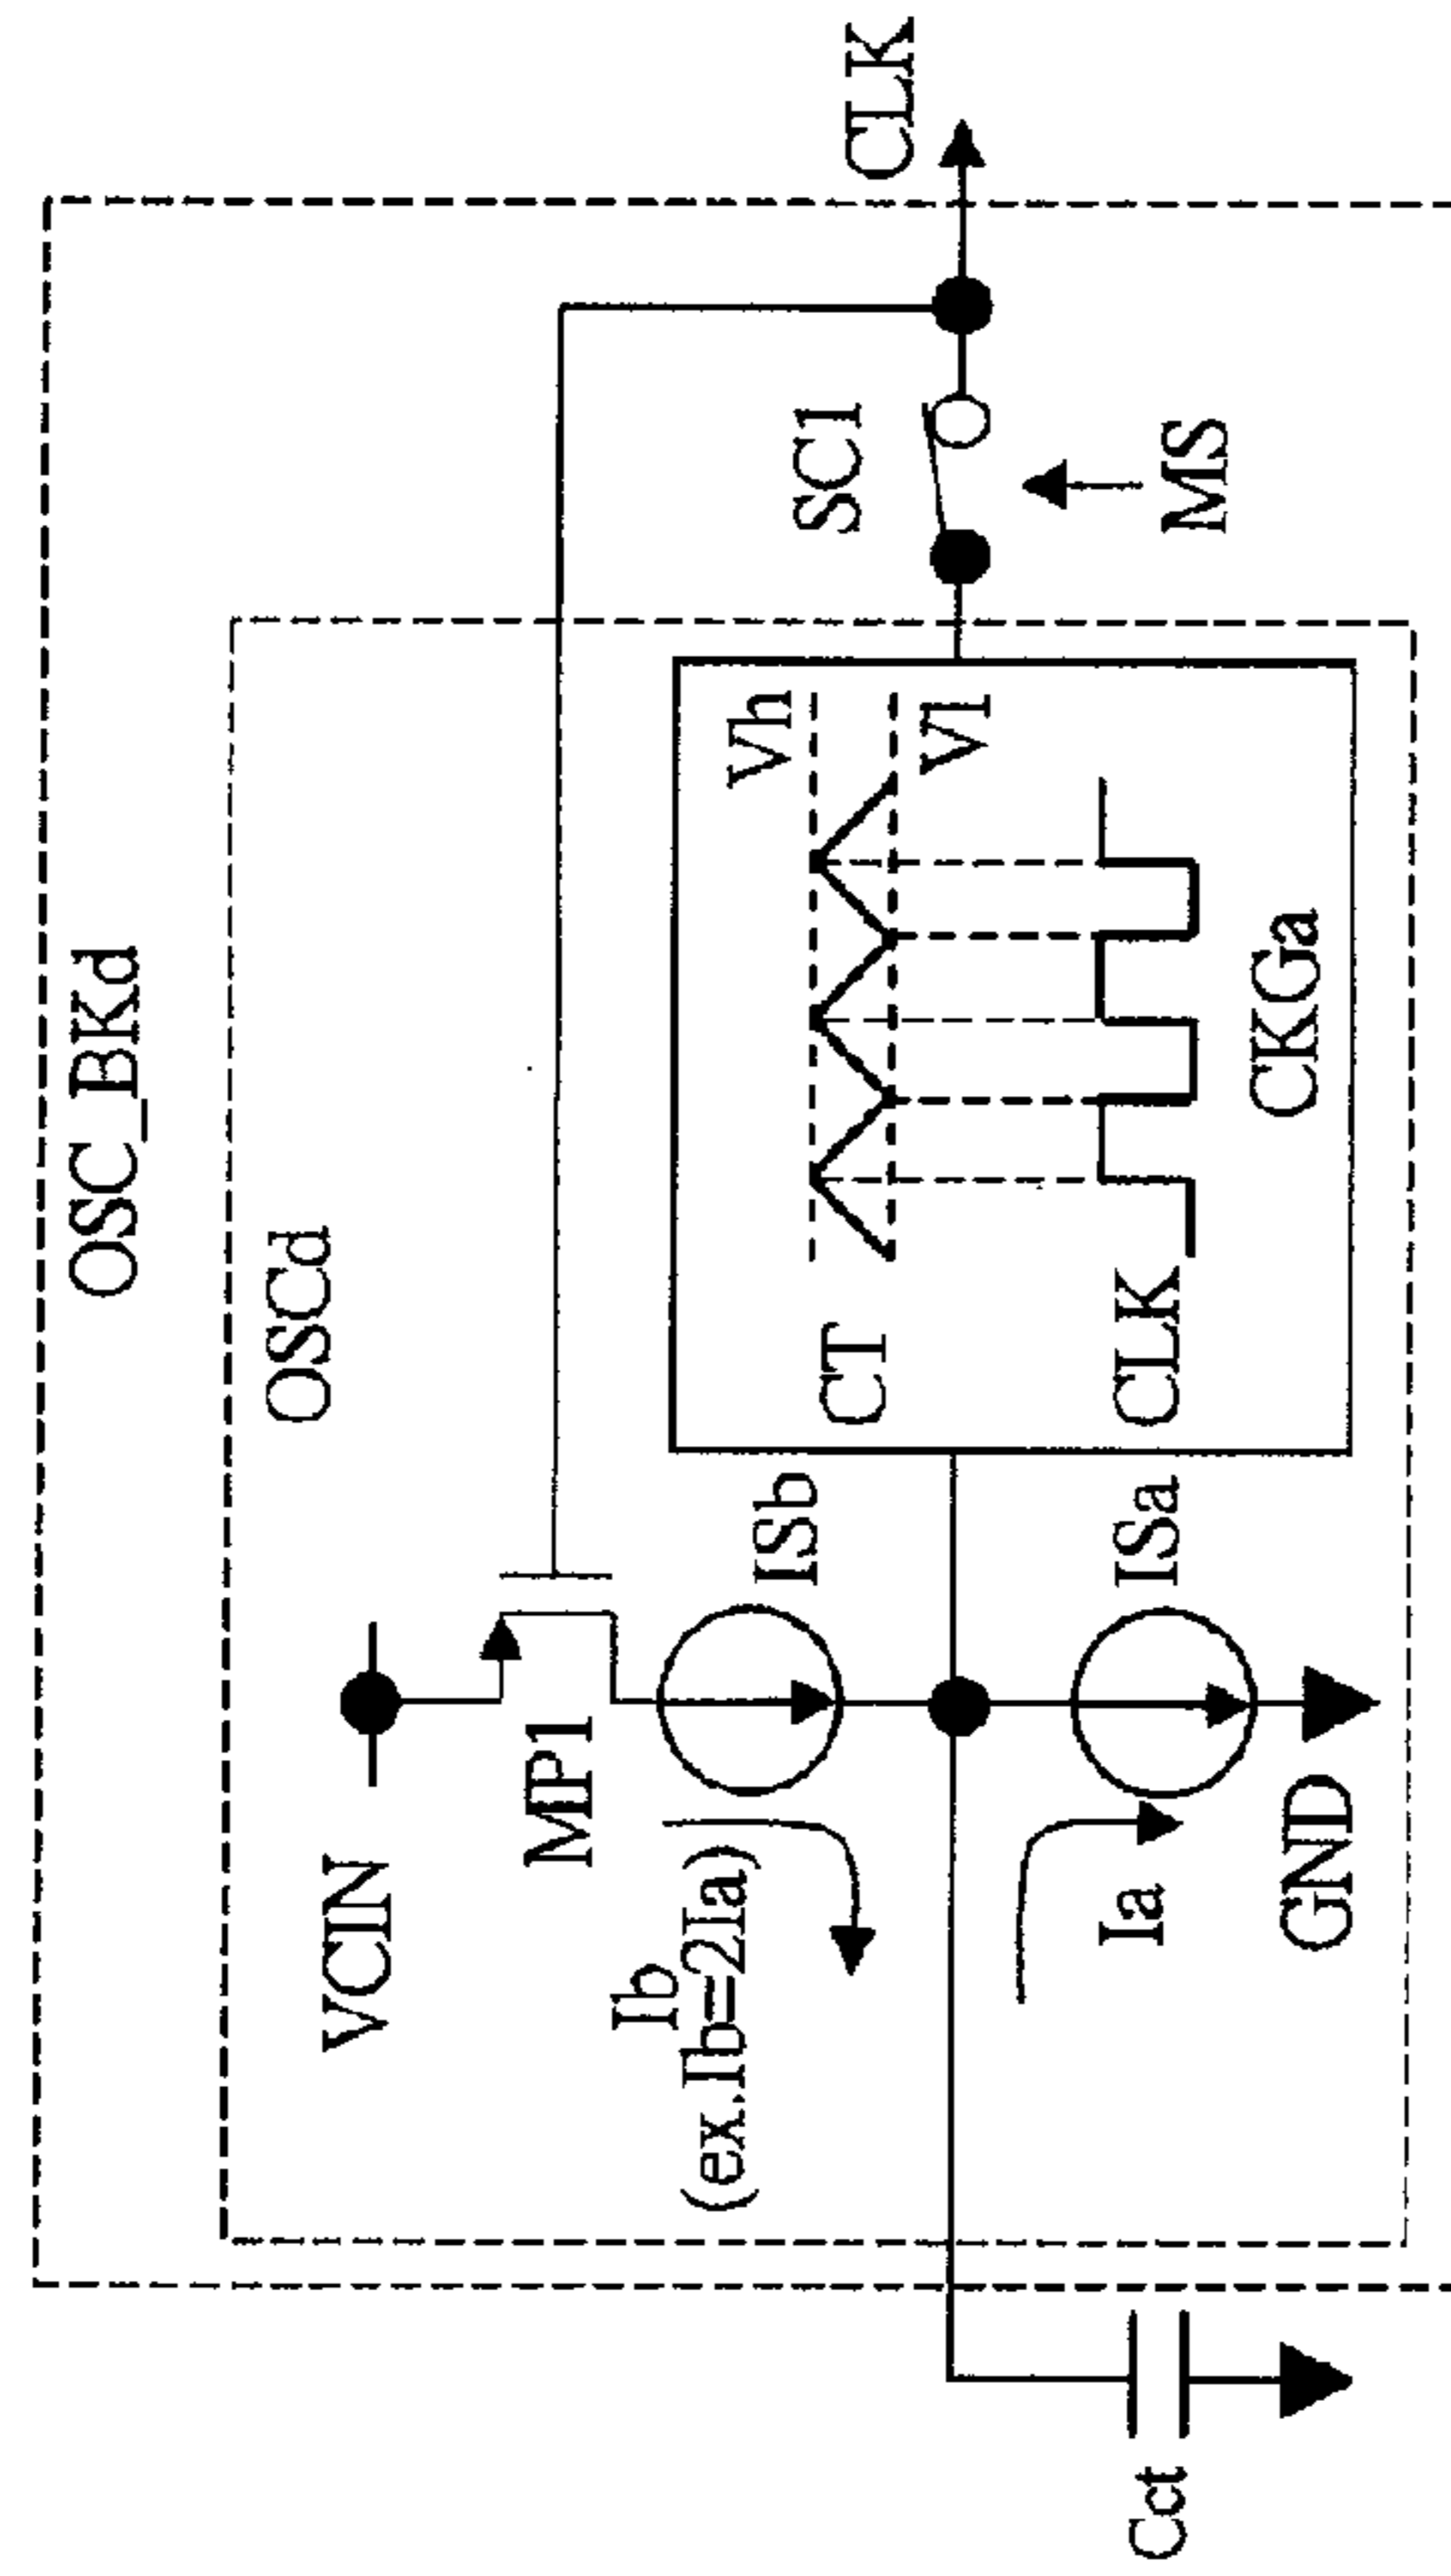 OSC_BKd
OSCd
VCIN
MP1
Ib
(ex.Ib=2Ia)
ISb
Ia
ISa
GND
Cct
CT
Vh
Vl
CLK
CKGa
SC1
MS
CLK